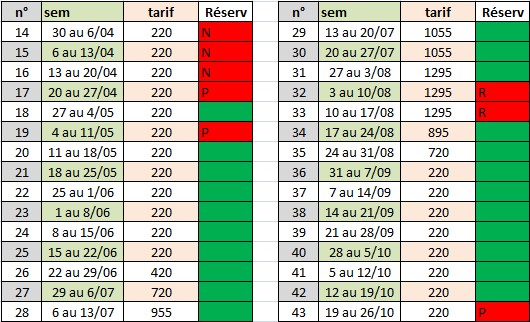 n° sem tarif Réserv n° sem tarif Réserv
14 30 au 6/04 220 N 29 13 au 20/07 1055
15 6 au 13/04 220 N 30 20 au 27/07 1055
16 13 au 20/04 220 N 31 27 au 3/08 1295
17 20 au 27/04 220 P 32 3 au 10/08 1295 R
18 27 au 4/05 220 33 10 au 17/08 1295 R
19 4 au 11/05 220 P 34 17 au 24/08 895
20 11 au 18/05 220 35 24 au 31/08 720
21 18 au 25/05 220 36 31 au 7/09 220
22 25 au 1/06 220 37 7 au 14/09 220
23 1 au 8/06 220 38 14 au 21/09 220
24 8 au 15/06 220 39 21 au 28/09 220
25 15 au 22/06 220 40 28 au 5/10 220
26 22 au 29/06 420 41 5 au 12/10 220
27 29 au 6/07 720 42 12 au 19/10 220
28 6 au 13/07 955 43 19 au 26/10 220 P